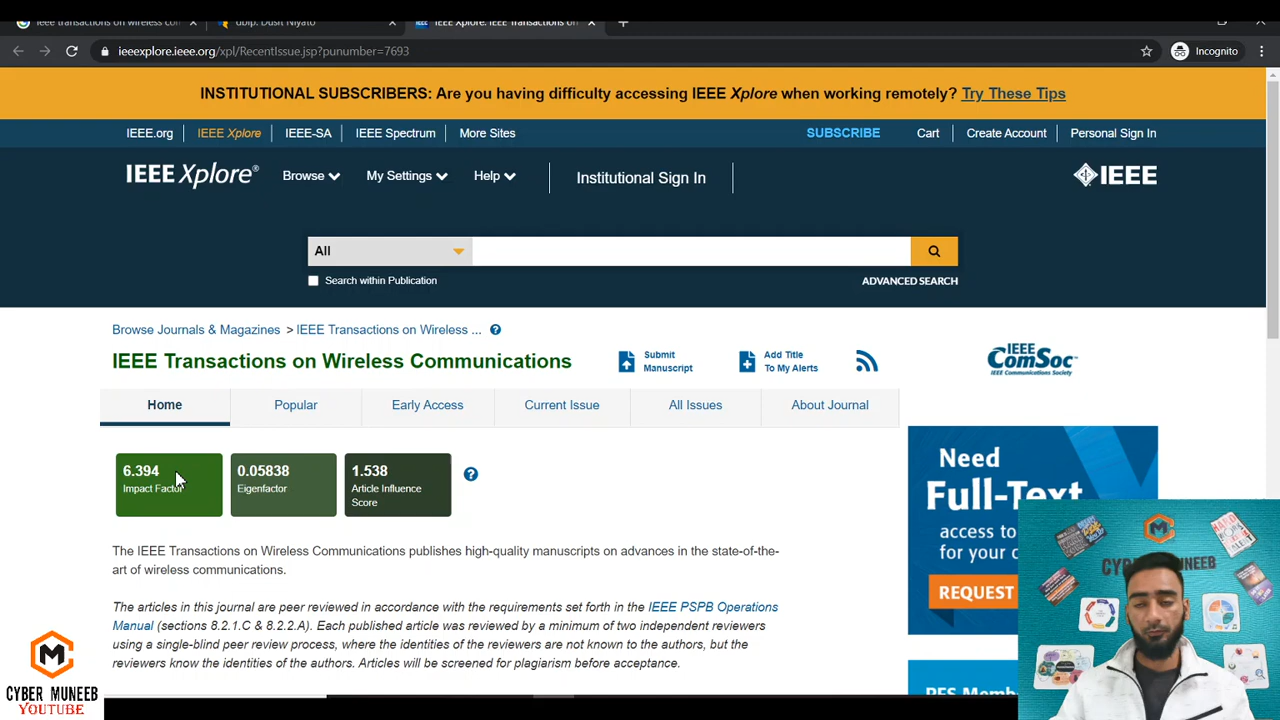 ieee transactions on wireless com
dblp: Dusit Niyato
IEEE Xplore: IEEE Transactions on
ieeexplore.ieee.org/xpl/RecentIssue.jsp?punumber=7693
Incognito
INSTITUTIONAL SUBSCRIBERS: Are you having difficulty accessing IEEE Xplore when working remotely? Try These Tips
IEEE.org IEEE Xplore IEEE-SA IEEE Spectrum More Sites SUBSCRIBE Cart Create Account Personal Sign In
IEEE Xplore® Browse My Settings Help Institutional Sign In IEEE
All
Search within Publication ADVANCED SEARCH
Browse Journals & Magazines > IEEE Transactions on Wireless ...
IEEE Transactions on Wireless Communications
Submit
Manuscript
Add Title
To My Alerts
IEEE
ComSoc
IEEE Communications Society
Home Popular Early Access Current Issue All Issues About Journal
6.394
Impact Factor
0.05838
Eigenfactor
1.538
Article Influence
Score
Need
Full-Text
access to
for your
REQUEST
The IEEE Transactions on Wireless Communications publishes high-quality manuscripts on advances in the state-of-the-
art of wireless communications.
The articles in this journal are peer reviewed in accordance with the requirements set forth in the IEEE PSPB Operations
Manual (sections 8.2.1.C & 8.2.2.A). Each published article was reviewed by a minimum of two independent reviewers
using a single-blind peer review process, where the identities of the reviewers are not known to the authors, but the
reviewers know the identities of the authors. Articles will be screened for plagiarism before acceptance.
CYBER MUNEEB
YOUTUBE